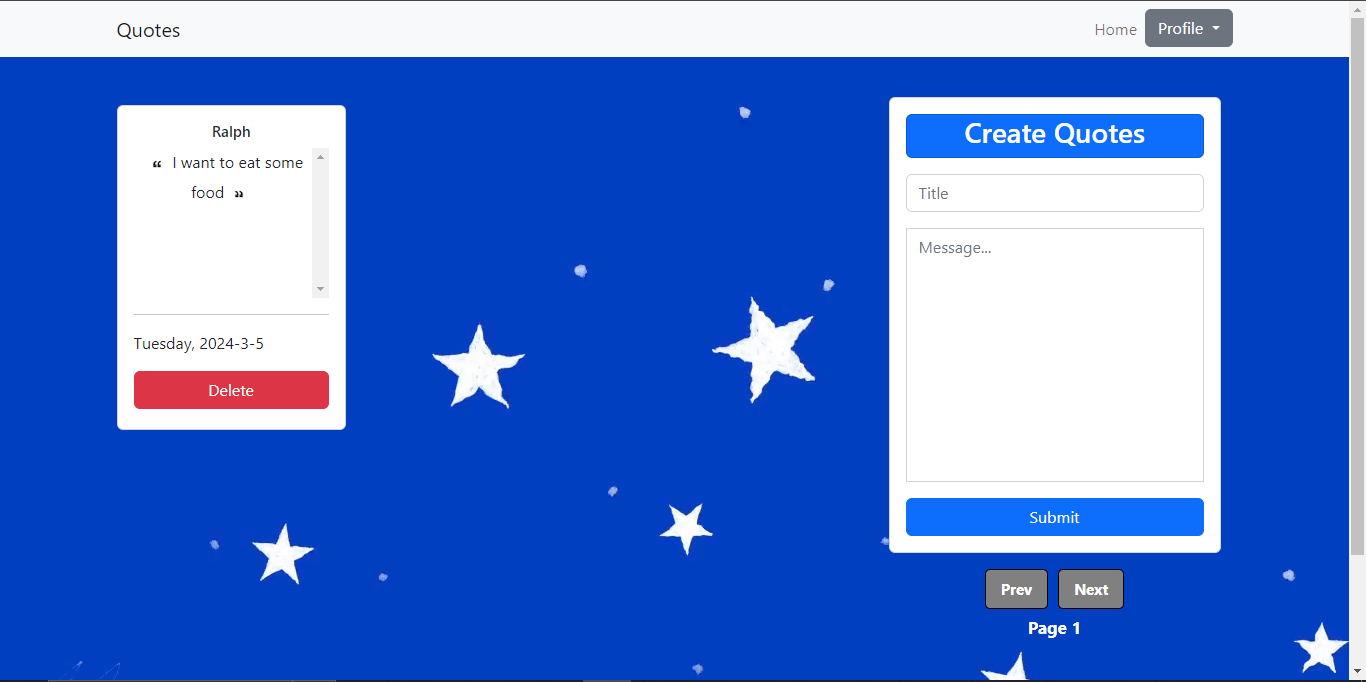 Quotes
Home
Profile
Ralph
“ I want to eat some
food ”
Tuesday, 2024-3-5
Delete
Create Quotes
Title
Message...
Submit
Prev
Next
Page 1